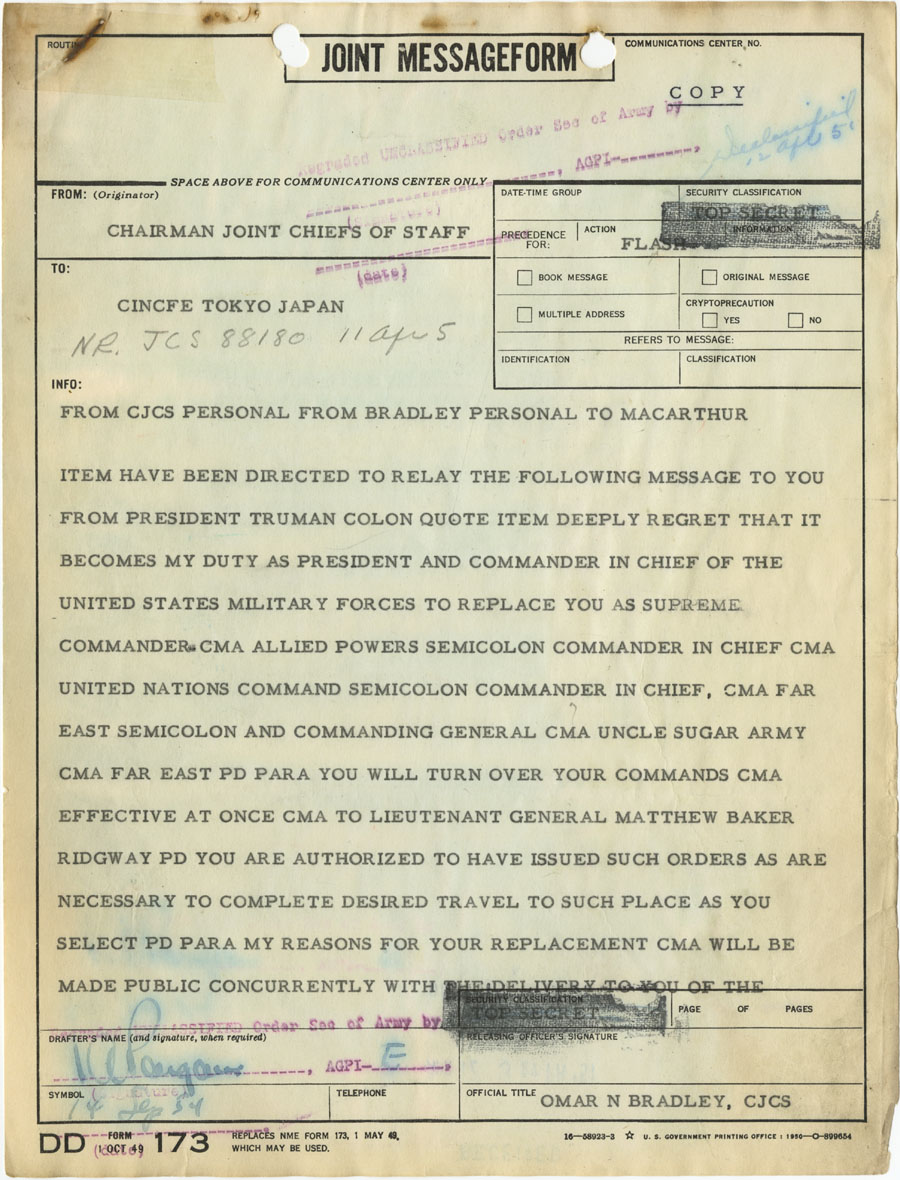 ROUTING
JOINT MESSAGEFORM
COMMUNICATIONS CENTER NO.
COPY
Regraded UNCLASSIFIED Order Sec of Army by
Declassified
12 Apr 5
AGPI--------,
SPACE ABOVE FOR COMMUNICATIONS CENTER ONLY
FROM: (Originator)
CHAIRMAN JOINT CHIEFS OF STAFF
DATE-TIME GROUP
SECURITY CLASSIFICATION
TOP SECRET
INFORMATION
PRECEDENCE FOR:
ACTION
FLASH
(date)
TO:
CINCFE TOKYO JAPAN
NR. JCS 88180 11 Apr 5
BOOK MESSAGE
ORIGINAL MESSAGE
MULTIPLE ADDRESS
CRYPTOPRECAUTION
YES NO
REFERS TO MESSAGE:
IDENTIFICATION
CLASSIFICATION
INFO:
FROM CJCS PERSONAL FROM BRADLEY PERSONAL TO MACARTHUR
ITEM HAVE BEEN DIRECTED TO RELAY THE FOLLOWING MESSAGE TO YOU
FROM PRESIDENT TRUMAN COLON QUOTE ITEM DEEPLY REGRET THAT IT
BECOMES MY DUTY AS PRESIDENT AND COMMANDER IN CHIEF OF THE
UNITED STATES MILITARY FORCES TO REPLACE YOU AS SUPREME
COMMANDER CMA ALLIED POWERS SEMICOLON COMMANDER IN CHIEF CMA
UNITED NATIONS COMMAND SEMICOLON COMMANDER IN CHIEF, CMA FAR
EAST SEMICOLON AND COMMANDING GENERAL CMA UNCLE SUGAR ARMY
CMA FAR EAST PD PARA YOU WILL TURN OVER YOUR COMMANDS CMA
EFFECTIVE AT ONCE CMA TO LIEUTENANT GENERAL MATTHEW BAKER
RIDGWAY PD YOU ARE AUTHORIZED TO HAVE ISSUED SUCH ORDERS AS ARE
NECESSARY TO COMPLETE DESIRED TRAVEL TO SUCH PLACE AS YOU
SELECT PD PARA MY REASONS FOR YOUR REPLACEMENT CMA WILL BE
MADE PUBLIC CONCURRENTLY WITH THE DELIVERY TO YOU OF THE
SECURITY CLASSIFICATION
TOP SECRET
PAGE OF PAGES
Regraded UNCLASSIFIED Order Sec of Army by
DRAFTER'S NAME (and signature, when required)
RELEASING OFFICER'S SIGNATURE
AGPI-E
SYMBOL
(signature)
14 Sep 54
TELEPHONE
OFFICIAL TITLE
OMAR N BRADLEY, CJCS
DD FORM 1 OCT 49 173
(date)
REPLACES NME FORM 173, 1 MAY 49,
WHICH MAY BE USED.
16—58923-3 ☆ U. S. GOVERNMENT PRINTING OFFICE : 1950—O-899654